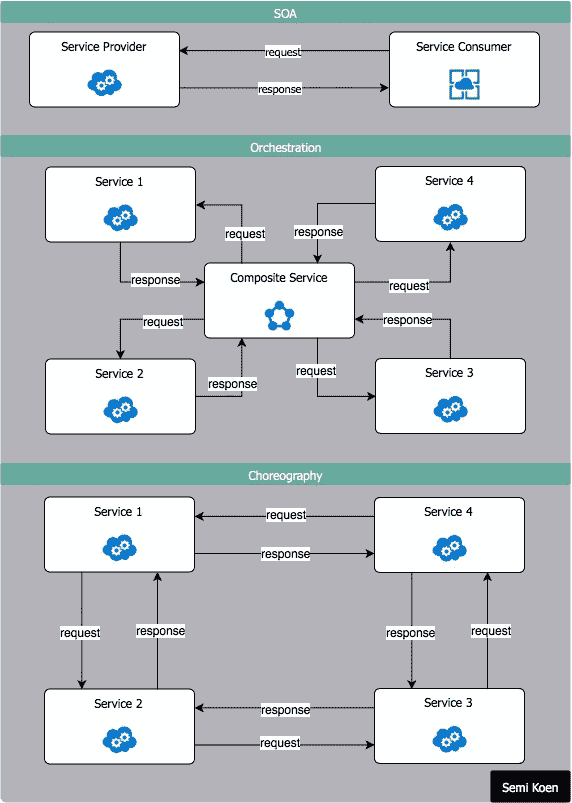 SOA
Service Provider
Service Consumer
request
response
Orchestration
Service 1
Service 4
request
response
response
Composite Service
request
request
response
Service 2
Service 3
request
response
Choreography
Service 1
Service 4
request
response
request
response
response
request
Service 2
Service 3
response
request
Semi Koen